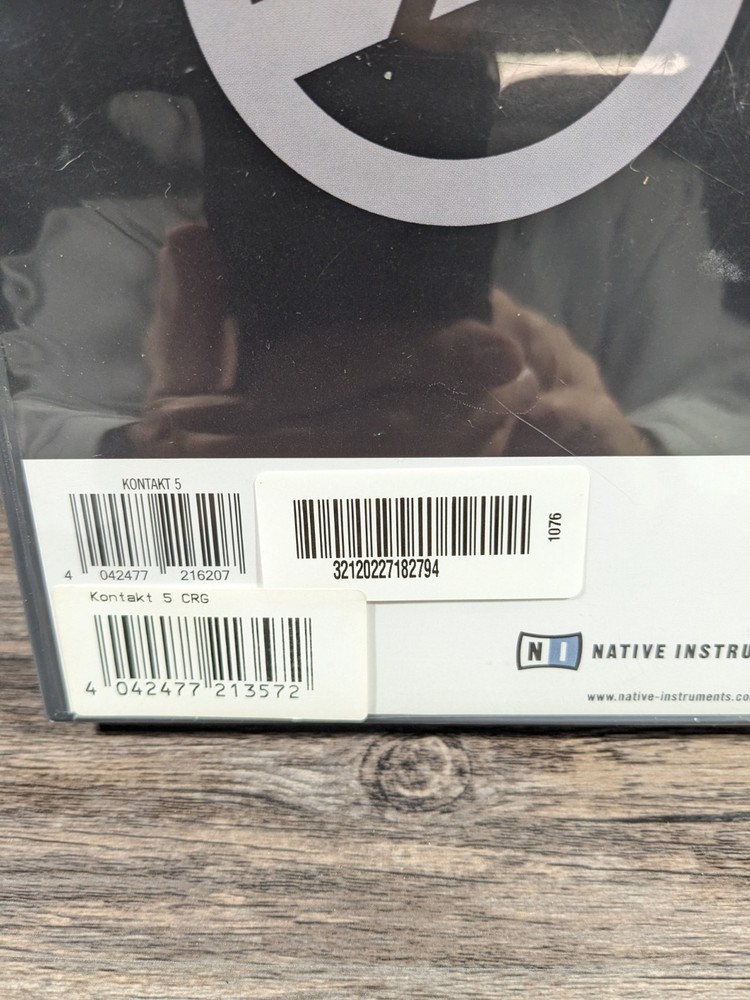 KONTAKT 5
4 042477 216207
32120227182794
1076
Kontakt 5 CRG
4 042477 213572
NI NATIVE INSTRU
www.native-instruments.co